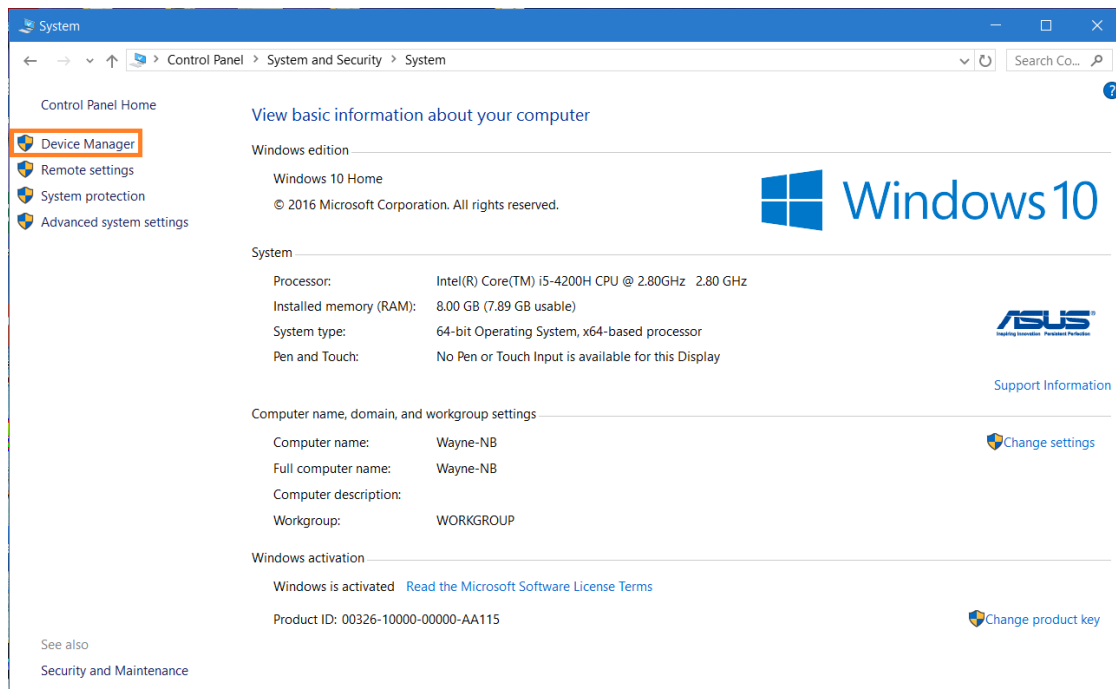 System
Control Panel > System and Security > System
Search Co...
?
Control Panel Home
Device Manager
Remote settings
System protection
Advanced system settings
View basic information about your computer
Windows edition
Windows 10 Home
© 2016 Microsoft Corporation. All rights reserved.
Windows 10
System
Processor: Intel(R) Core(TM) i5-4200H CPU @ 2.80GHz 2.80 GHz
Installed memory (RAM): 8.00 GB (7.89 GB usable)
System type: 64-bit Operating System, x64-based processor
Pen and Touch: No Pen or Touch Input is available for this Display
ASUS
Inspiring Innovation Persistent Perfection
Support Information
Computer name, domain, and workgroup settings
Computer name: Wayne-NB
Change settings
Full computer name: Wayne-NB
Computer description:
Workgroup: WORKGROUP
Windows activation
Windows is activated Read the Microsoft Software License Terms
Product ID: 00326-10000-00000-AA115
Change product key
See also
Security and Maintenance